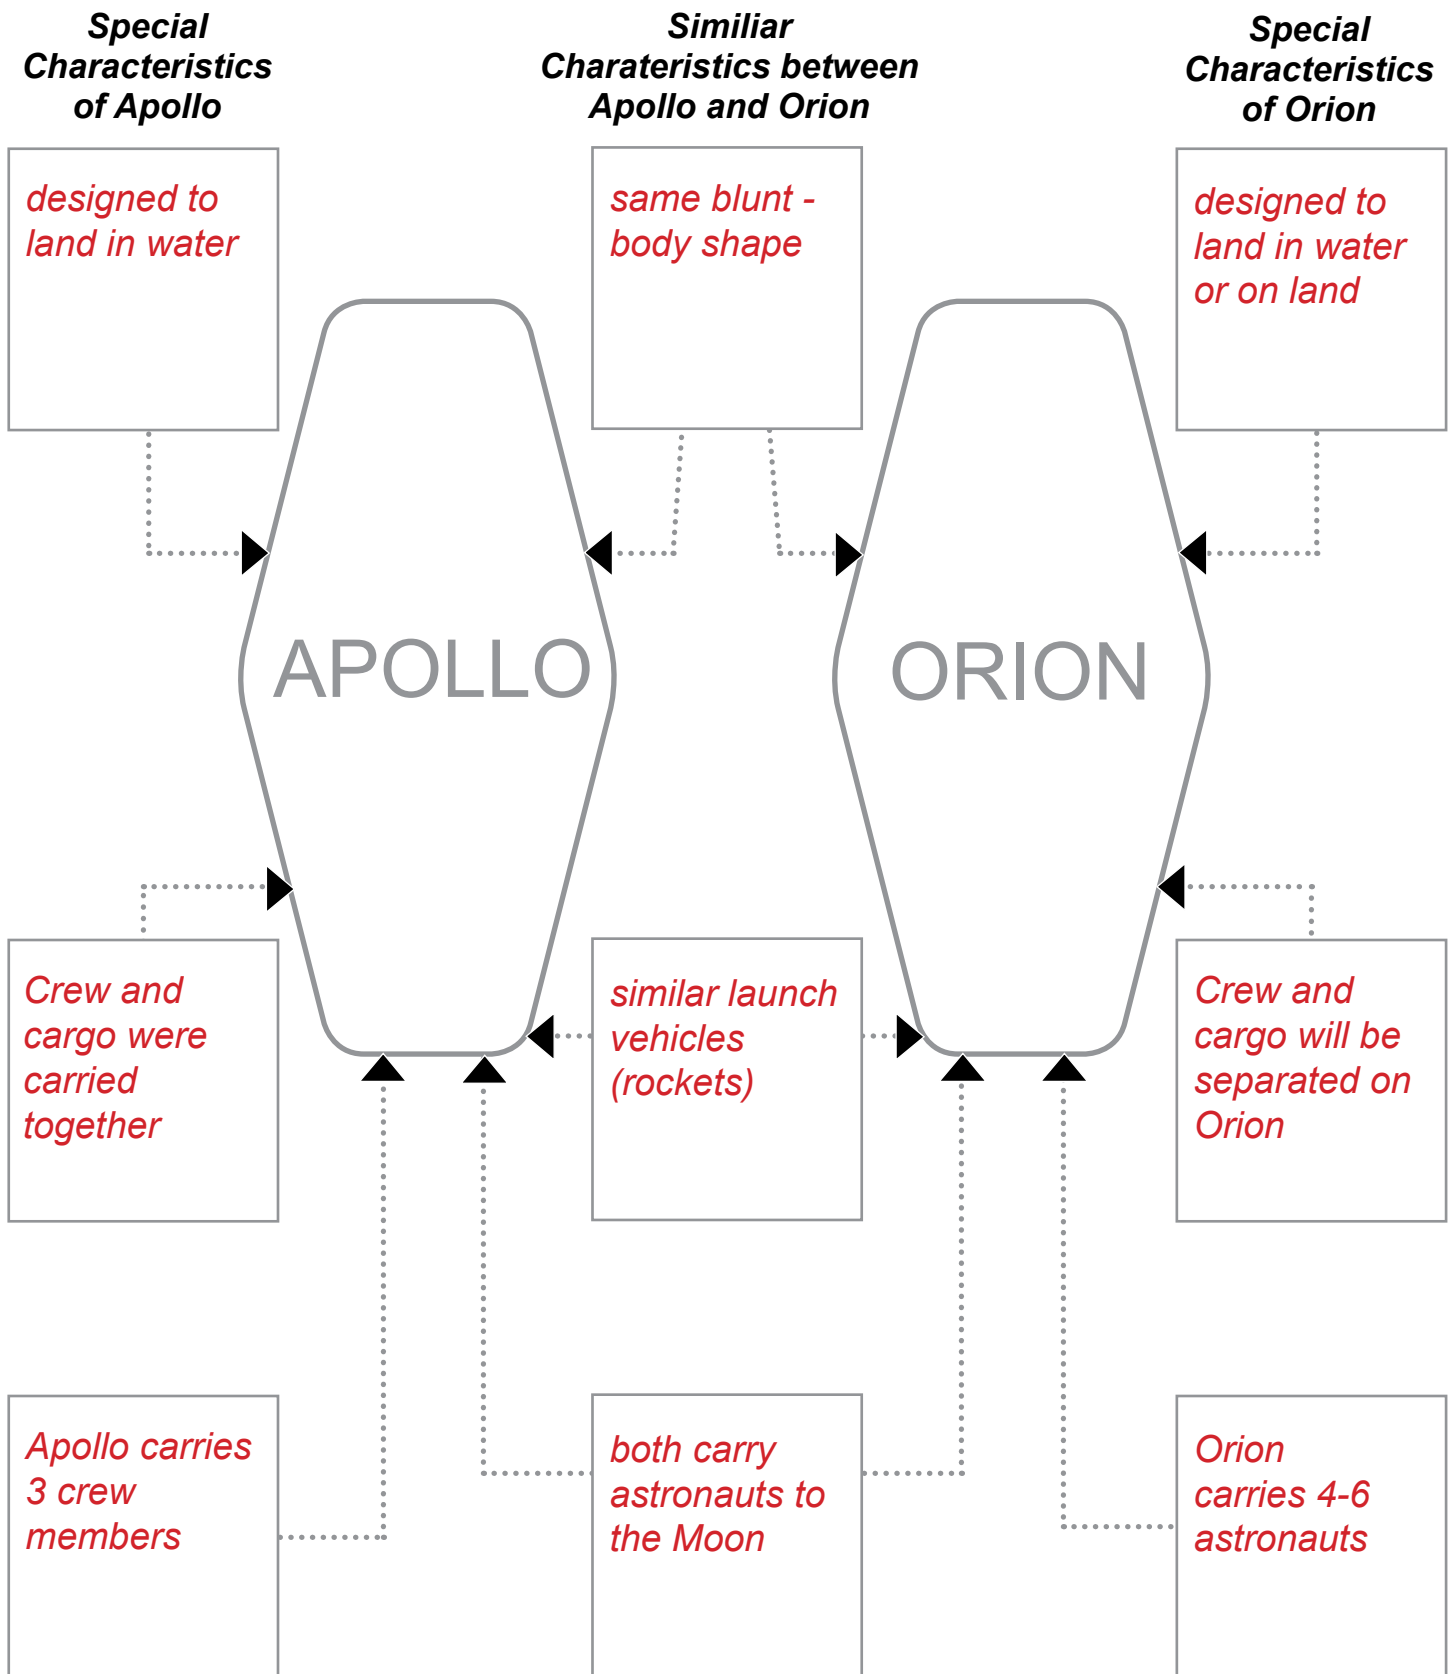 Special
Characteristics
of Apollo
Similiar
Charateristics between
Apollo and Orion
Special
Characteristics
of Orion
designed to
land in water
same blunt -
body shape
designed to
land in water
or on land
APOLLO
ORION
Crew and
cargo were
carried
together
similar launch
vehicles
(rockets)
Crew and
cargo will be
separated on
Orion
Apollo carries
3 crew
members
both carry
astronauts to
the Moon
Orion
carries 4-6
astronauts